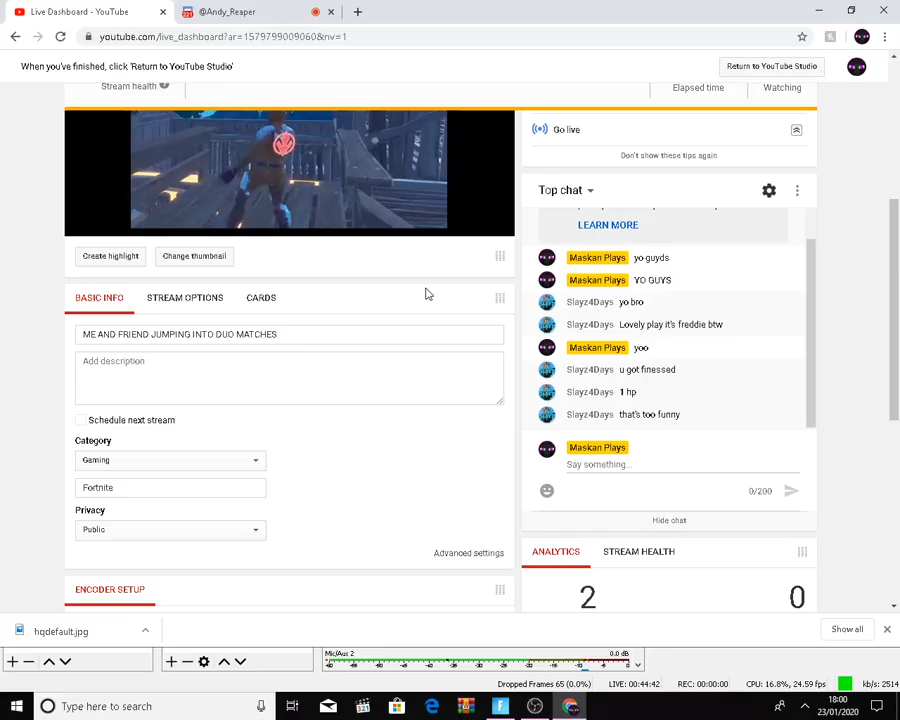 Live Dashboard - YouTube
@Andy_Reaper
youtube.com/live_dashboard?ar=1579799009060&nv=1
When you've finished, click 'Return to YouTube Studio'
Return to YouTube Studio
Stream health
Elapsed time
Watching
Go live
Don't show these tips again
Top chat
LEARN MORE
Create highlight
Change thumbnail
Maskan Plays yo guyds
Maskan Plays YO GUYS
Slayz4Days yo bro
Slayz4Days Lovely play it's freddie btw
Maskan Plays yoo
Slayz4Days u got finessed
Slayz4Days 1 hp
Slayz4Days that's too funny
BASIC INFO
STREAM OPTIONS
CARDS
ME AND FRIEND JUMPING INTO DUO MATCHES
Add description
Schedule next stream
Category
Gaming
Fortnite
Privacy
Public
Advanced settings
Maskan Plays
Say something...
0/200
Hide chat
ANALYTICS
STREAM HEALTH
2
0
ENCODER SETUP
hqdefault.jpg
Show all
Mic/Aux 2
0.0 dB
Dropped Frames 65 (0.0%)
LIVE: 00:44:42
REC: 00:00:00
CPU: 16.8%, 24.59 fps
kb/s: 2514
Type here to search
18:00
23/01/2020